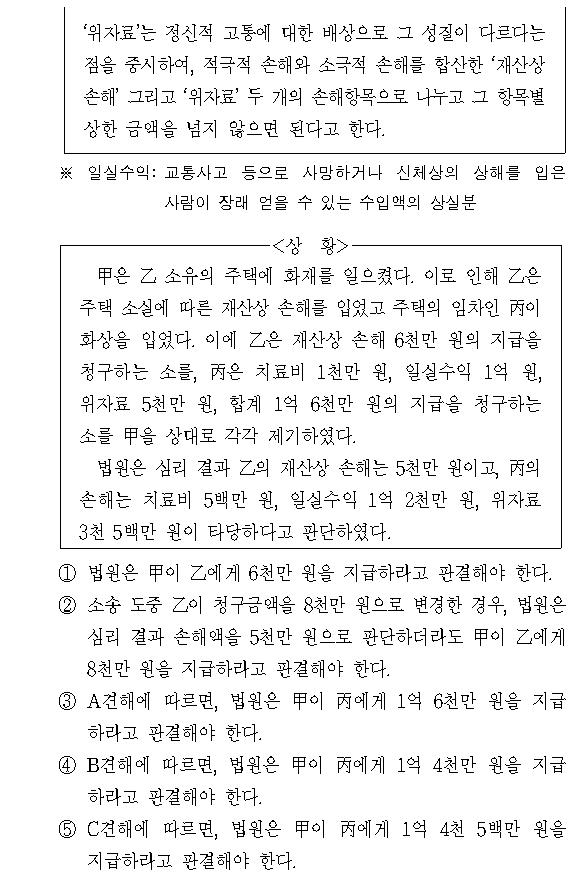 ‘위자료’는 정신적 고통에 대한 배상으로 그 성질이 다르다는
점을 중시하여, 적극적 손해와 소극적 손해를 합산한 ‘재산상
손해’ 그리고 ‘위자료’ 두 개의 손해항목으로 나누고 그 항목별
상한 금액을 넘지 않으면 된다고 한다.
※ 일실수익: 교통사고 등으로 사망하거나 신체상의 상해를 입은
사람이 장래 얻을 수 있는 수입액의 상실분
<상 황>
甲은 乙 소유의 주택에 화재를 일으켰다. 이로 인해 乙은
주택 소실에 따른 재산상 손해를 입었고 주택의 임차인 丙이
화상을 입었다. 이에 乙은 재산상 손해 6천만 원의 지급을
청구하는 소를, 丙은 치료비 1천만 원, 일실수익 1억 원,
위자료 5천만 원, 합계 1억 6천만 원의 지급을 청구하는
소를 甲을 상대로 각각 제기하였다.
법원은 심리 결과 乙의 재산상 손해는 5천만 원이고, 丙의
손해는 치료비 5백만 원, 일실수익 1억 2천만 원, 위자료
3천 5백만 원이 타당하다고 판단하였다.
① 법원은 甲이 乙에게 6천만 원을 지급하라고 판결해야 한다.
② 소송 도중 乙이 청구금액을 8천만 원으로 변경한 경우, 법원은
심리 결과 손해액을 5천만 원으로 판단하더라도 甲이 乙에게
8천만 원을 지급하라고 판결해야 한다.
③ A견해에 따르면, 법원은 甲이 丙에게 1억 6천만 원을 지급
하라고 판결해야 한다.
④ B견해에 따르면, 법원은 甲이 丙에게 1억 4천만 원을 지급
하라고 판결해야 한다.
⑤ C견해에 따르면, 법원은 甲이 丙에게 1억 4천 5백만 원을
지급하라고 판결해야 한다.